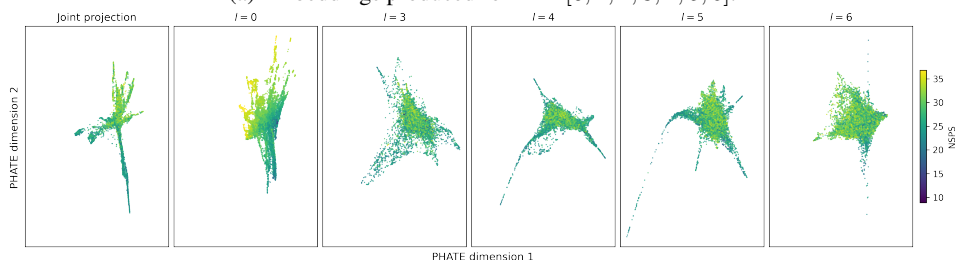 Joint projection
l = 0
l = 3
l = 4
l = 5
l = 6
PHATE dimension 2
35
30
25
20
15
10
NSPS
PHATE dimension 1